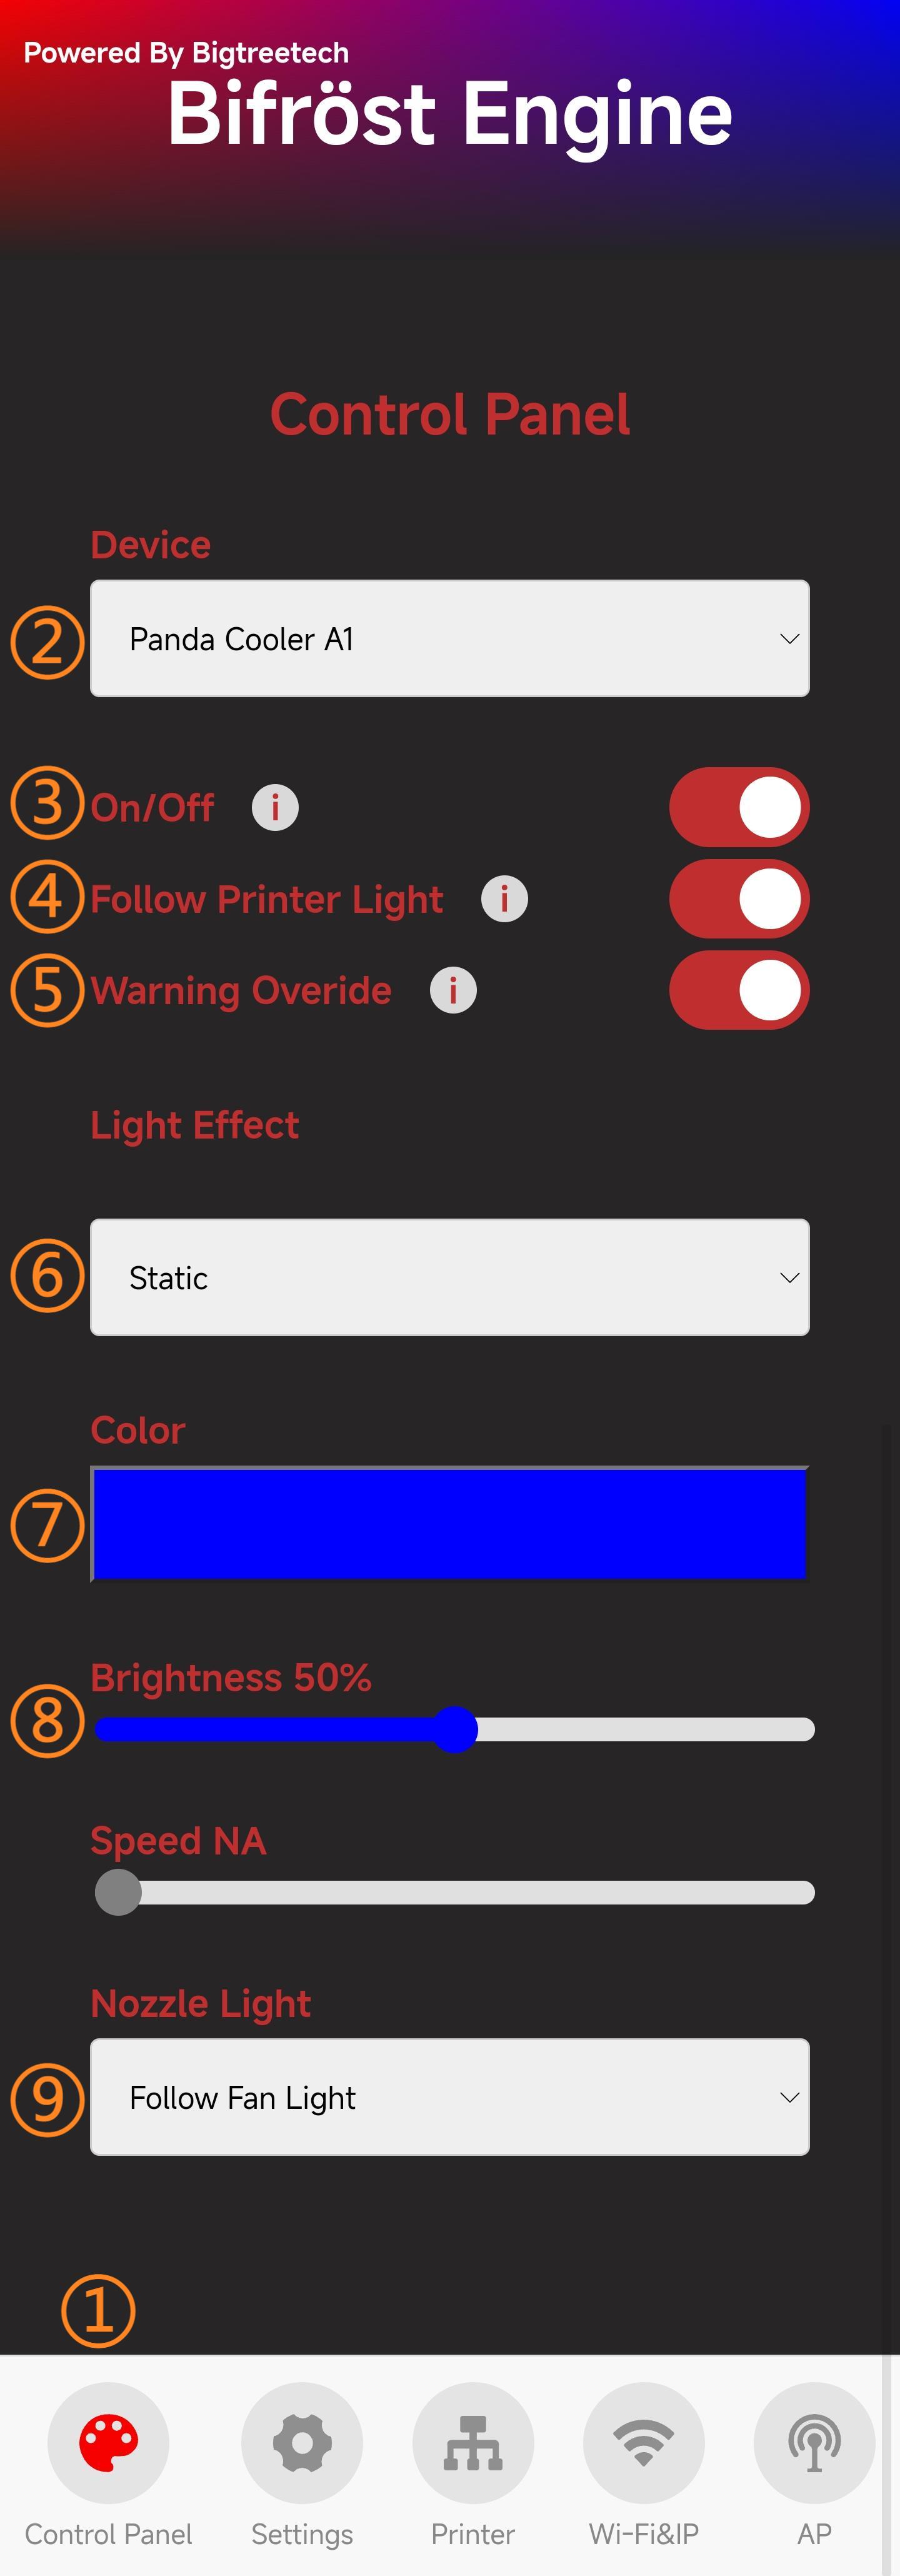 Powered By Bigtreetech
Bifröst Engine
Control Panel
Device
② Panda Cooler A1
③ On/Off i
④ Follow Printer Light i
⑤ Warning Overide i
Light Effect
⑥ Static
Color
⑦
Brightness 50%
⑧
Speed NA
Nozzle Light
⑨ Follow Fan Light
①
Control Panel Settings Printer Wi-Fi&IP AP